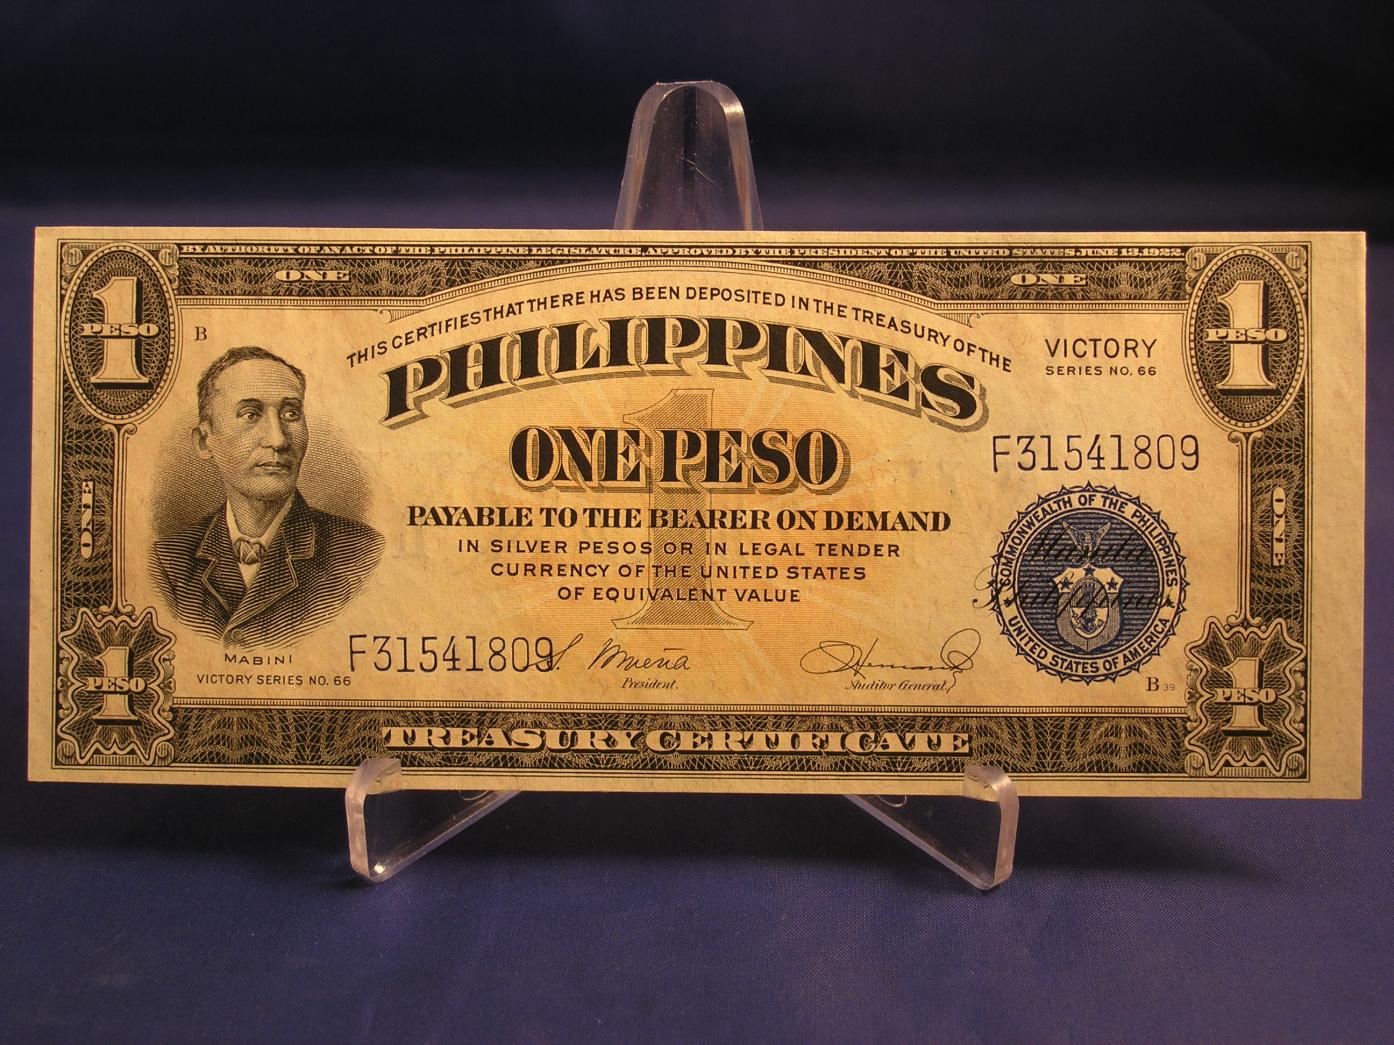 BY AUTHORITY OF AN ACT OF THE PHILIPPINE LEGISLATURE, APPROVED BY THE PRESIDENT OF THE UNITED STATES, JUNE 13, 1922
ONE
ONE
1 PESO
1 PESO
B
THIS CERTIFIES THAT THERE HAS BEEN DEPOSITED IN THE TREASURY OF THE
PHILIPPINES
VICTORY
SERIES NO. 66
1
ONE PESO
F31541809
PAYABLE TO THE BEARER ON DEMAND
IN SILVER PESOS OR IN LEGAL TENDER
CURRENCY OF THE UNITED STATES
OF EQUIVALENT VALUE
ONE
ONE
COMMONWEALTH OF THE PHILIPPINES
UNITED STATES OF AMERICA
Manila
Philippines
MABINI
VICTORY SERIES NO. 66
F31541809
S. Osmeña
President.
Auditor General,
B 39
1 PESO
1 PESO
TREASURY CERTIFICATE